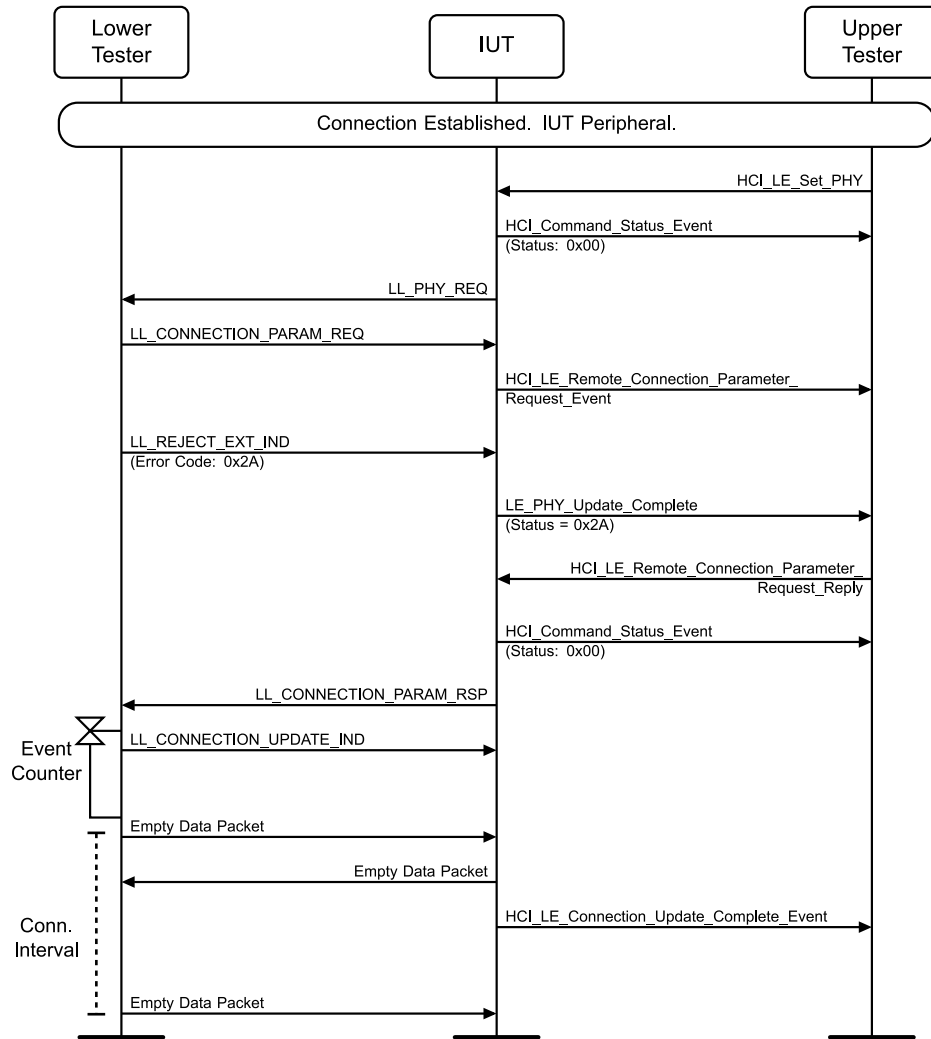 Lower
Tester
IUT
Upper
Tester
Connection Established. IUT Peripheral.
HCI_LE_Set_PHY
HCI_Command_Status_Event
(Status: 0x00)
LL_PHY_REQ
LL_CONNECTION_PARAM_REQ
HCI_LE_Remote_Connection_Parameter_
Request_Event
LL_REJECT_EXT_IND
(Error Code: 0x2A)
LE_PHY_Update_Complete
(Status = 0x2A)
HCI_LE_Remote_Connection_Parameter_
Request_Reply
HCI_Command_Status_Event
(Status: 0x00)
LL_CONNECTION_PARAM_RSP
LL_CONNECTION_UPDATE_IND
Event
Counter
Empty Data Packet
Empty Data Packet
HCI_LE_Connection_Update_Complete_Event
Conn.
Interval
Empty Data Packet